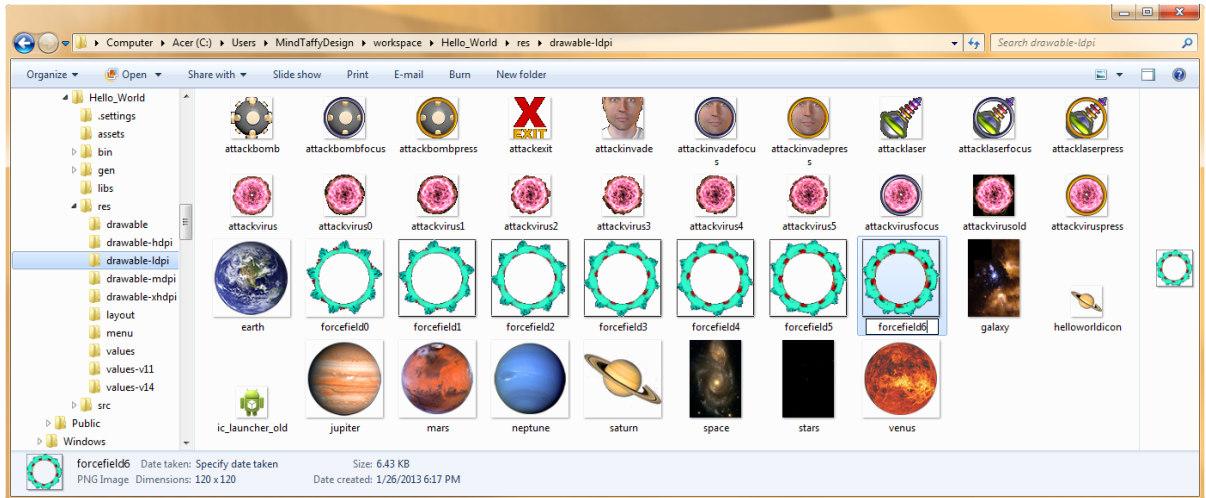 Computer Acer (C:) Users MindTaffyDesign workspace Hello_World res drawable-ldpi Search drawable-ldpi
Organize Open Share with Slide show Print E-mail Burn New folder
Hello_World
.settings
assets
bin
gen
libs
res
drawable
drawable-hdpi
drawable-ldpi
drawable-mdpi
drawable-xhdpi
layout
menu
values
values-v11
values-v14
src
Public
Windows
X
EXIT
attackbomb attackbombfocus attackbombpress attackexit attackinvade attackinvadefocu attackinvadepres attacklaser attacklaserfocus attacklaserpress
s s
attackvirus attackvirus0 attackvirus1 attackvirus2 attackvirus3 attackvirus4 attackvirus5 attackvirusfocus attackvirusold attackviruspress
earth forcefield0 forcefield1 forcefield2 forcefield3 forcefield4 forcefield5 forcefield6 galaxy helloworldicon
ic_launcher_old jupiter mars neptune saturn space stars venus
forcefield6 Date taken: Specify date taken Size: 6.43 KB
PNG Image Dimensions: 120 x 120 Date created: 1/26/2013 6:17 PM